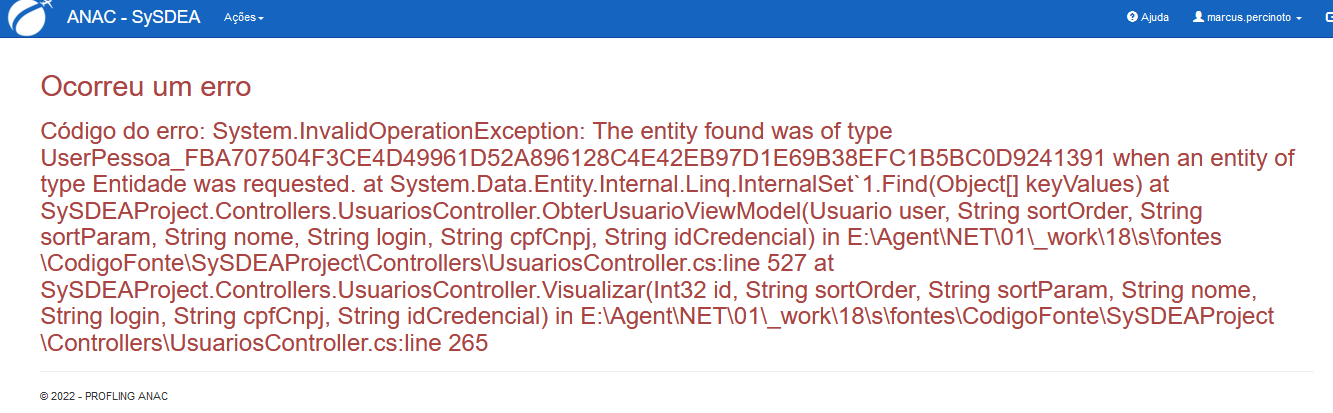 ANAC - SySDEA Ações Ajuda marcus.percinoto
Ocorreu um erro
Código do erro: System.InvalidOperationException: The entity found was of type
UserPessoa_FBA707504F3CE4D49961D52A896128C4E42EB97D1E69B38EFC1B5BC0D9241391 when an entity of
type Entidade was requested. at System.Data.Entity.Internal.Linq.InternalSet`1.Find(Object[] keyValues) at
SySDEAProject.Controllers.UsuariosController.ObterUsuarioViewModel(Usuario user, String sortOrder, String
sortParam, String nome, String login, String cpfCnpj, String idCredencial) in E:\Agent\NET\01\_work\18\s\fontes
\CodigoFonte\SySDEAProject\Controllers\UsuariosController.cs:line 527 at
SySDEAProject.Controllers.UsuariosController.Visualizar(Int32 id, String sortOrder, String sortParam, String nome,
String login, String cpfCnpj, String idCredencial) in E:\Agent\NET\01\_work\18\s\fontes\CodigoFonte\SySDEAProject
\Controllers\UsuariosController.cs:line 265
© 2022 - PROFLING ANAC